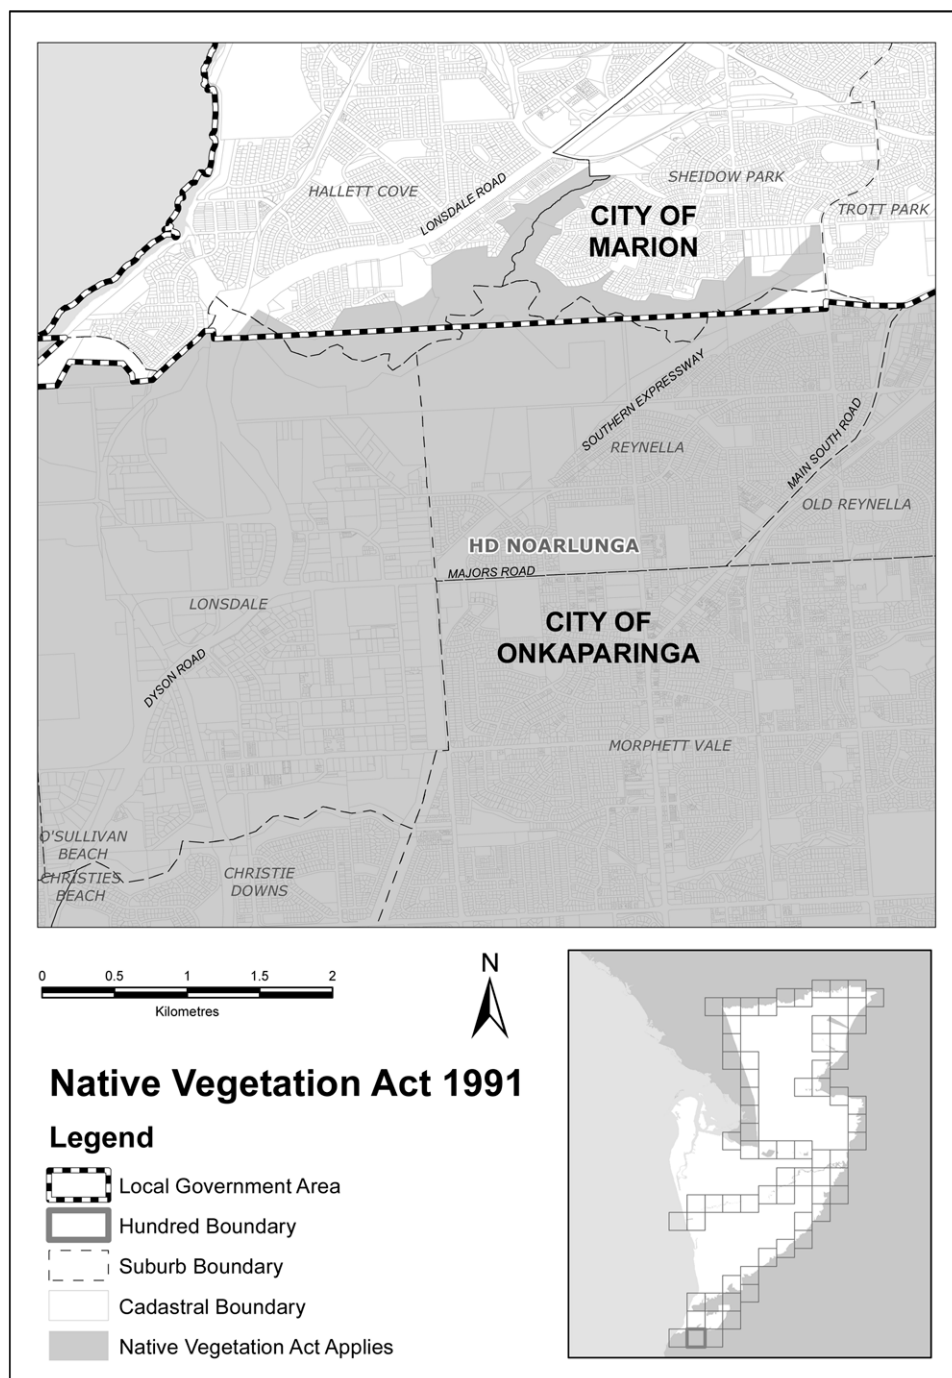 HALLETT COVE
LONSDALE ROAD
SHEIDOW PARK
TROTT PARK
CITY OF
MARION
SOUTHERN EXPRESSWAY
REYNELLA
MAIN SOUTH ROAD
OLD REYNELLA
HD NOARLUNGA
MAJORS ROAD
LONSDALE
CITY OF
ONKAPARINGA
DYSON ROAD
MORPHETT VALE
O'SULLIVAN
BEACH
CHRISTIES
BEACH
CHRISTIE
DOWNS
0 0.5 1 1.5 2
Kilometres
N
Native Vegetation Act 1991
Legend
Local Government Area
Hundred Boundary
Suburb Boundary
Cadastral Boundary
Native Vegetation Act Applies